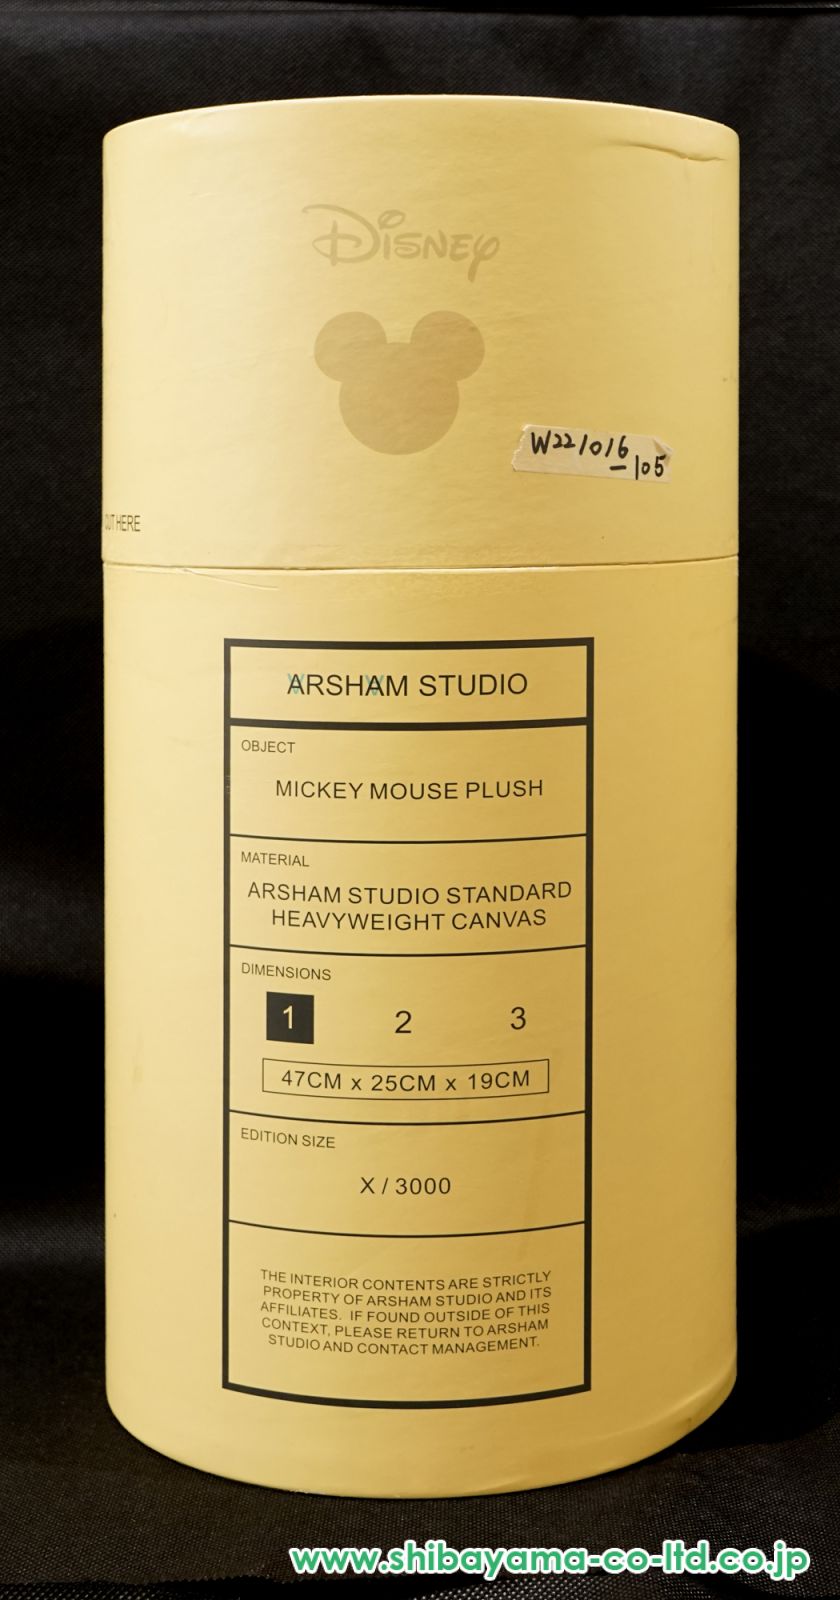 Disney
W221016
-105
CUT HERE
ARSHAM STUDIO
OBJECT
MICKEY MOUSE PLUSH
MATERIAL
ARSHAM STUDIO STANDARD
HEAVYWEIGHT CANVAS
DIMENSIONS
1 2 3
47CM x 25CM x 19CM
EDITION SIZE
X / 3000
THE INTERIOR CONTENTS ARE STRICTLY
PROPERTY OF ARSHAM STUDIO AND ITS
AFFILIATES. IF FOUND OUTSIDE OF THIS
CONTEXT, PLEASE RETURN TO ARSHAM
STUDIO AND CONTACT MANAGEMENT.
www.shibayama-co-ltd.co.jp